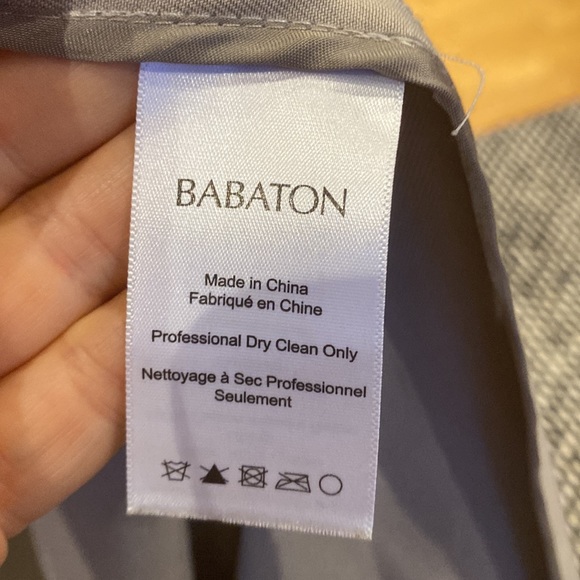 BABATON
Made in China
Fabriqué en Chine
Professional Dry Clean Only
Nettoyage à Sec Professionnel
Seulement